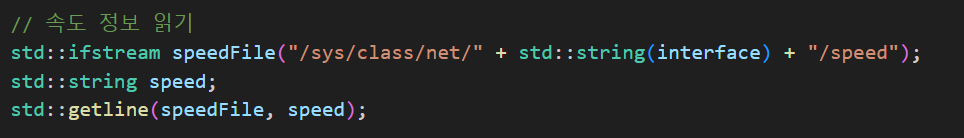 // 속도 정보 읽기
std::ifstream speedFile("/sys/class/net/" + std::string(interface) + "/speed");
std::string speed;
std::getline(speedFile, speed);